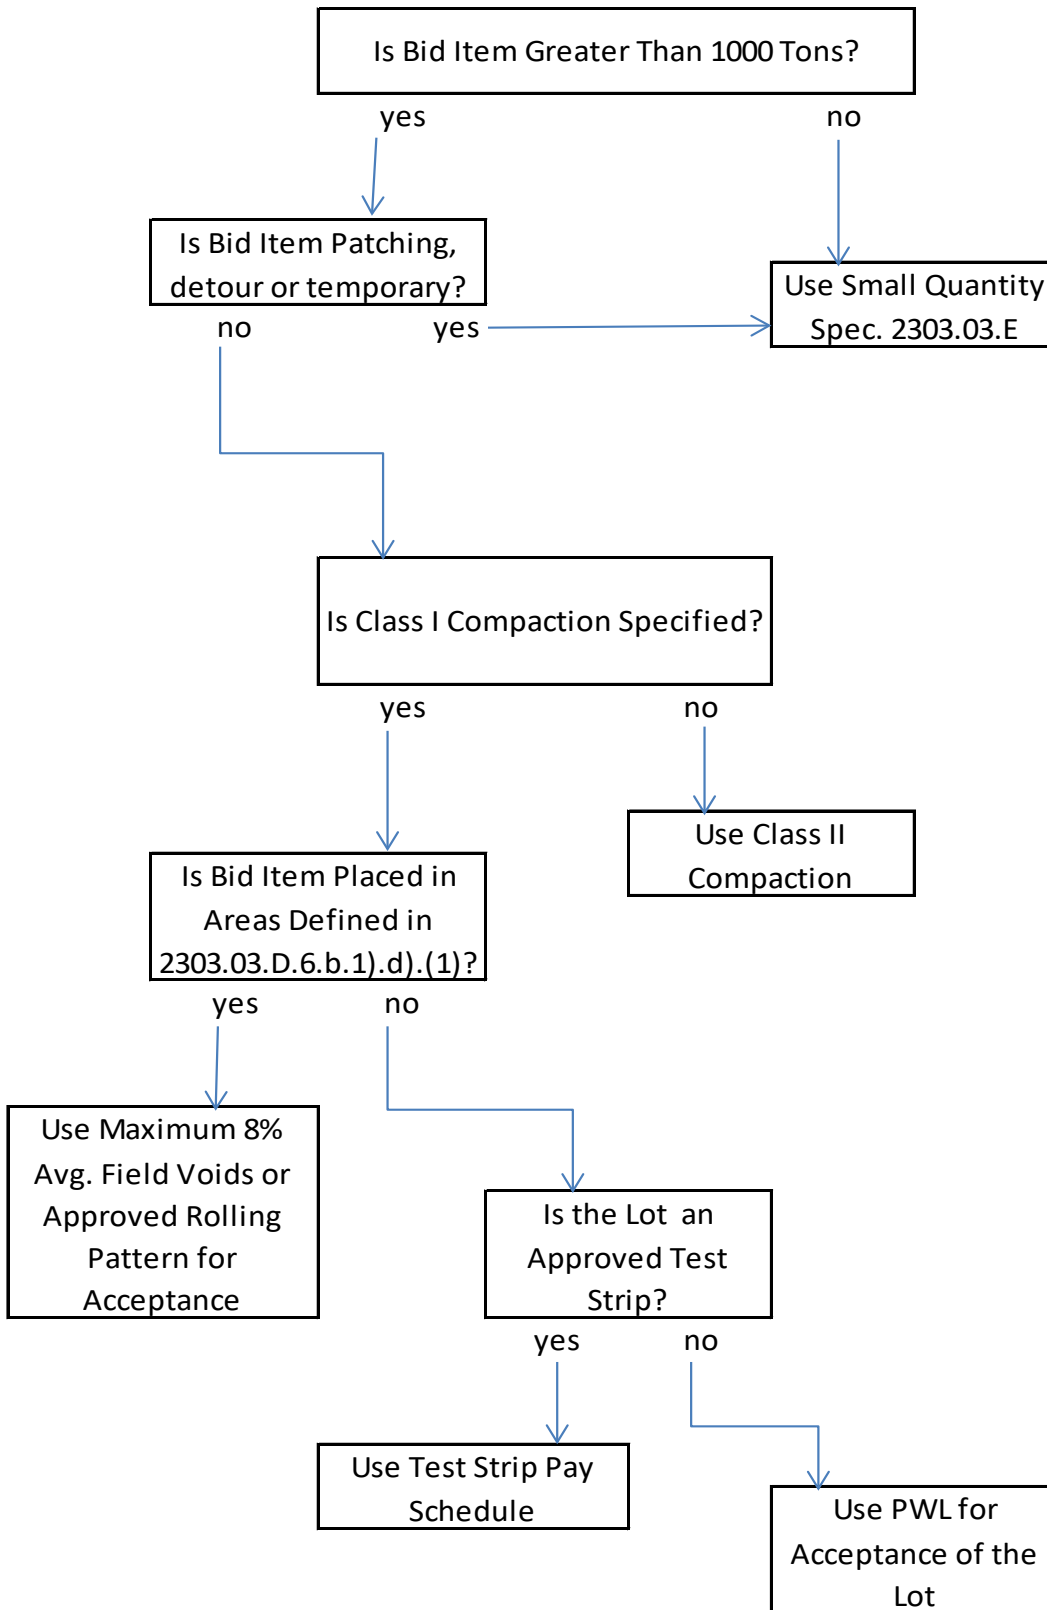 Is Bid Item Greater Than 1000 Tons?
yes
no
Is Bid Item Patching,
detour or temporary?
Use Small Quantity
Spec. 2303.03.E
no
yes
Is Class I Compaction Specified?
yes
no
Use Class II
Compaction
Is Bid Item Placed in
Areas Defined in
2303.03.D.6.b.1).d).(1)?
yes
no
Use Maximum 8%
Avg. Field Voids or
Approved Rolling
Pattern for
Acceptance
Is the Lot an
Approved Test
Strip?
yes
no
Use Test Strip Pay
Schedule
Use PWL for
Acceptance of the
Lot